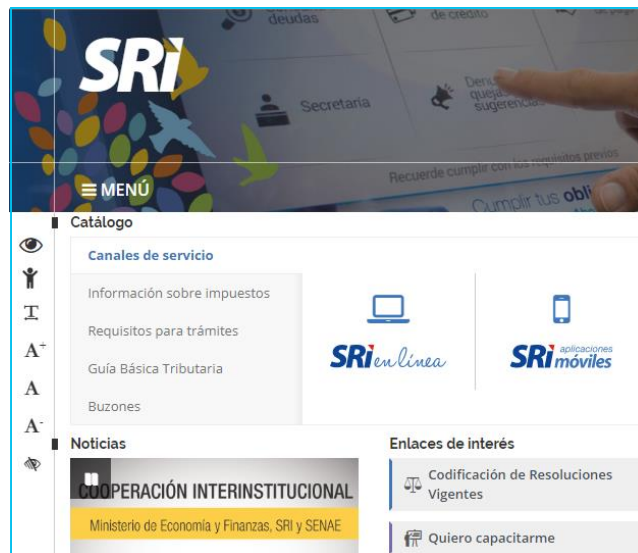 deudas
de crédito
SRi
Secretaría
Denu
quejas
sugerencias
Recuerde cumplir con los requisitos previos
Cumplir tus obli
MENÚ
Catálogo
Canales de servicio
Información sobre impuestos
Requisitos para trámites
Guía Básica Tributaria
Buzones
SRi en línea
SRi aplicaciones móviles
T
A+
A
A-
Noticias
COOPERACIÓN INTERINSTITUCIONAL
Ministerio de Economía y Finanzas, SRI y SENAE
Enlaces de interés
Codificación de Resoluciones
Vigentes
Quiero capacitarme